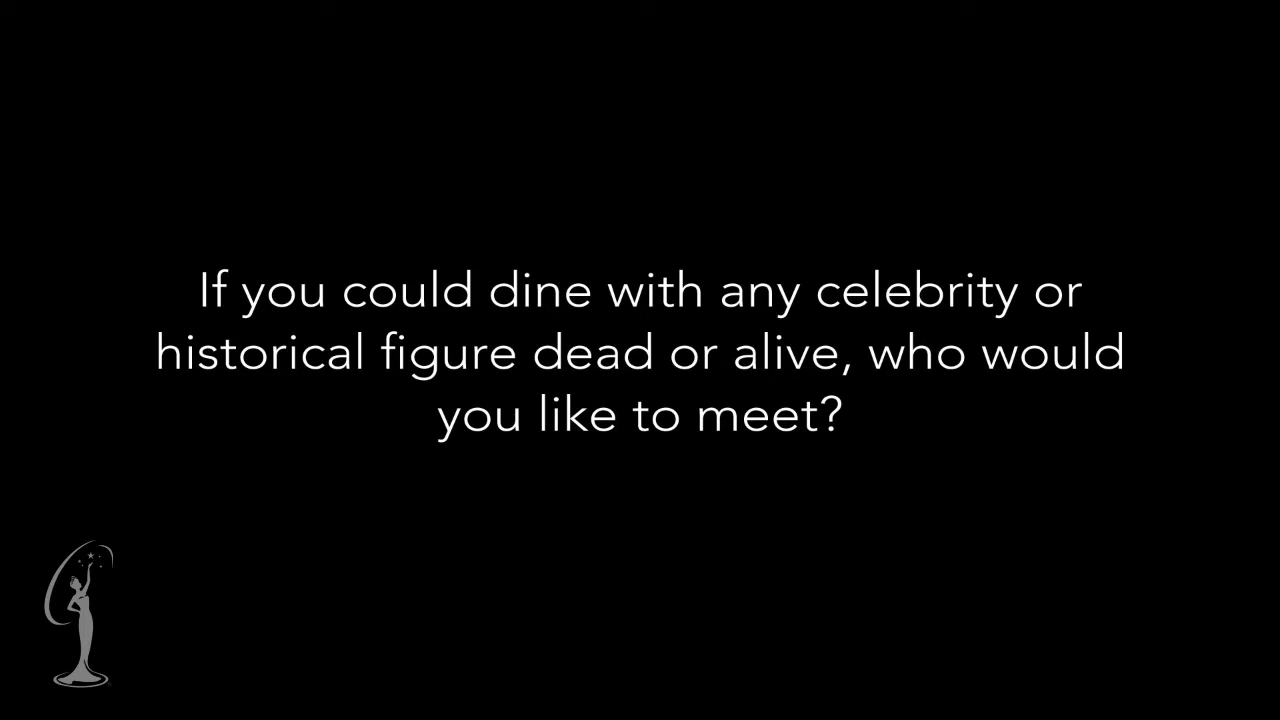 If you could dine with any celebrity or
historical figure dead or alive, who would
you like to meet?